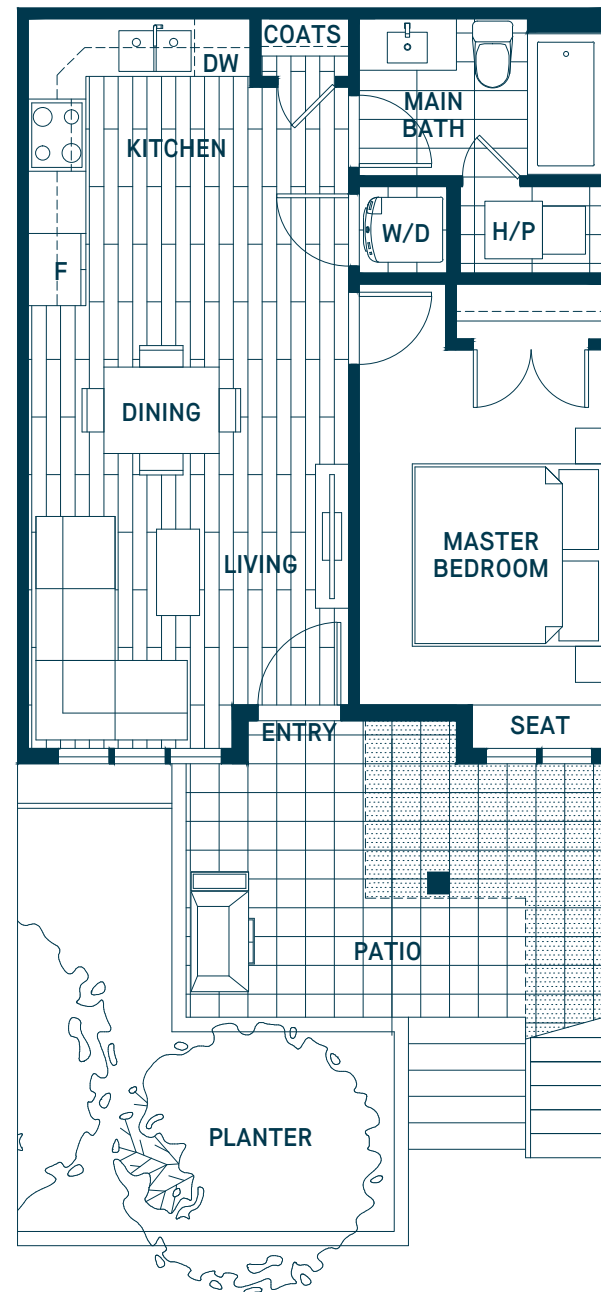 COATS
DW
MAIN
BATH
KITCHEN
W/D
H/P
F
DINING
MASTER
BEDROOM
LIVING
SEAT
ENTRY
PATIO
PLANTER